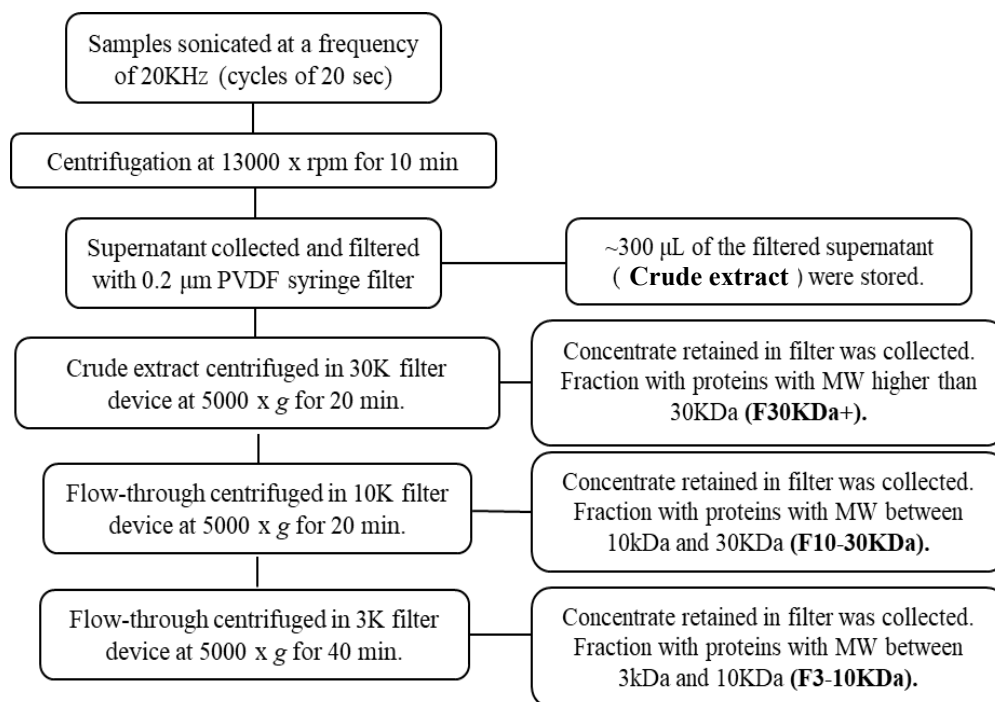 Samples sonicated at a frequency
of 20KHz (cycles of 20 sec)
Centrifugation at 13000 x rpm for 10 min
Supernatant collected and filtered
with 0.2 μm PVDF syringe filter
~300 μL of the filtered supernatant
( Crude extract ) were stored.
Crude extract centrifuged in 30K filter
device at 5000 x g for 20 min.
Concentrate retained in filter was collected.
Fraction with proteins with MW higher than
30KDa (F30KDa+).
Flow-through centrifuged in 10K filter
device at 5000 x g for 20 min.
Concentrate retained in filter was collected.
Fraction with proteins with MW between
10kDa and 30KDa (F10-30KDa).
Flow-through centrifuged in 3K filter
device at 5000 x g for 40 min.
Concentrate retained in filter was collected.
Fraction with proteins with MW between
3kDa and 10KDa (F3-10KDa).